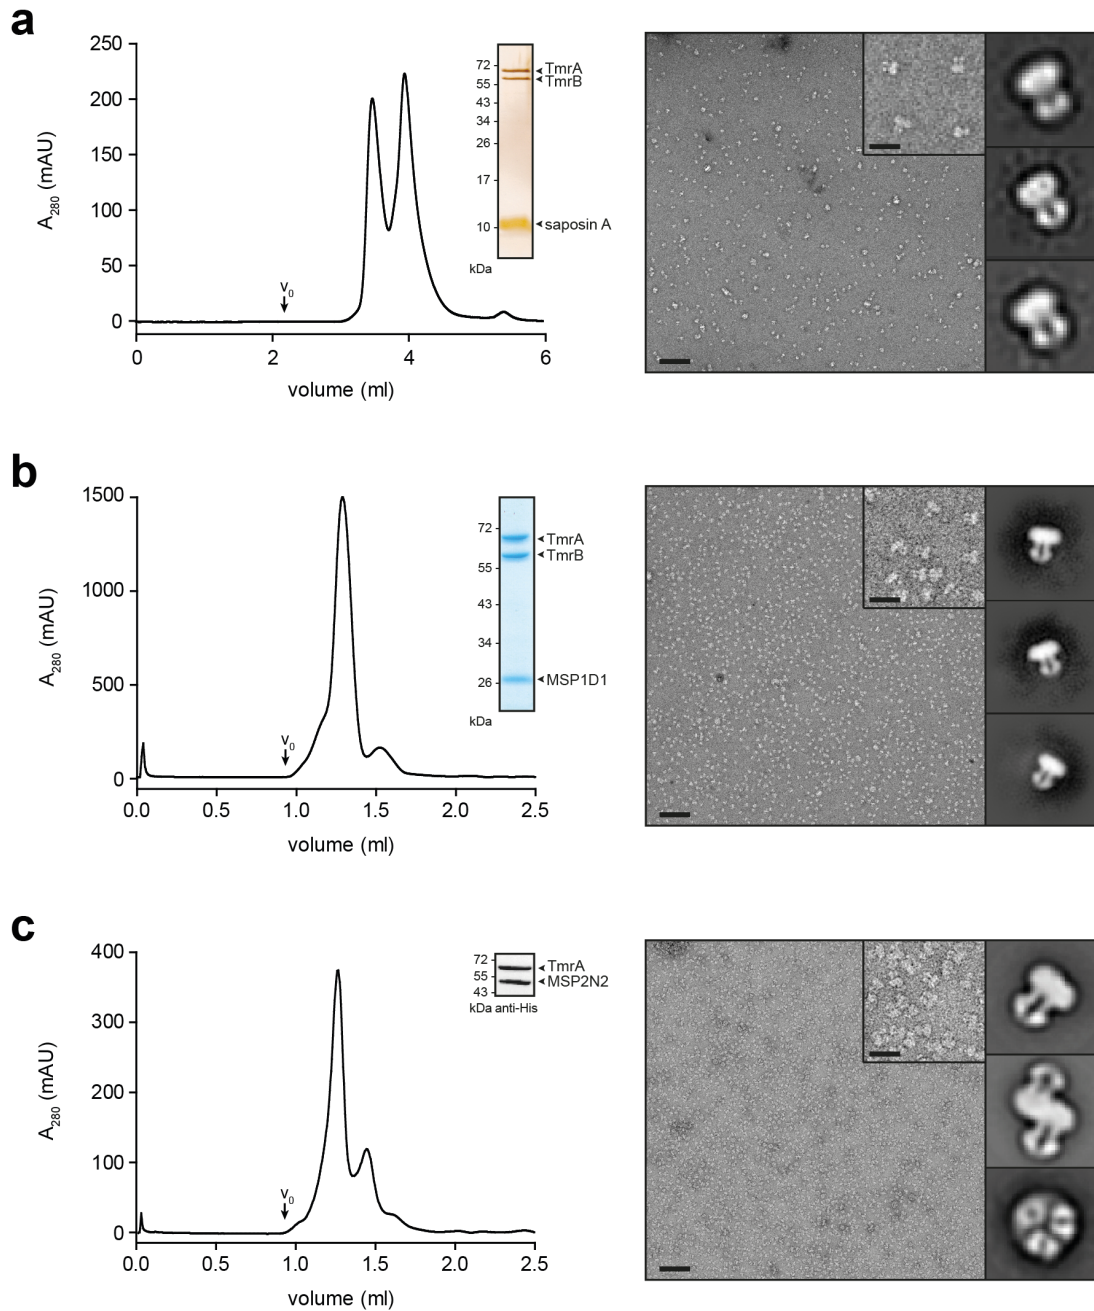 a
250
200
150
100
50
0
A280 (mAU)
V0
0 2 4 6
volume (ml)
72
55
43
34
26
17
10
kDa
TmrA
TmrB
saposin A
b
1500
1000
500
0
A280 (mAU)
V0
0.0 0.5 1.0 1.5 2.0 2.5
volume (ml)
72
55
43
34
26
kDa
TmrA
TmrB
MSP1D1
c
400
300
200
100
0
A280 (mAU)
V0
0.0 0.5 1.0 1.5 2.0 2.5
volume (ml)
72
55
43
kDa anti-His
TmrA
MSP2N2